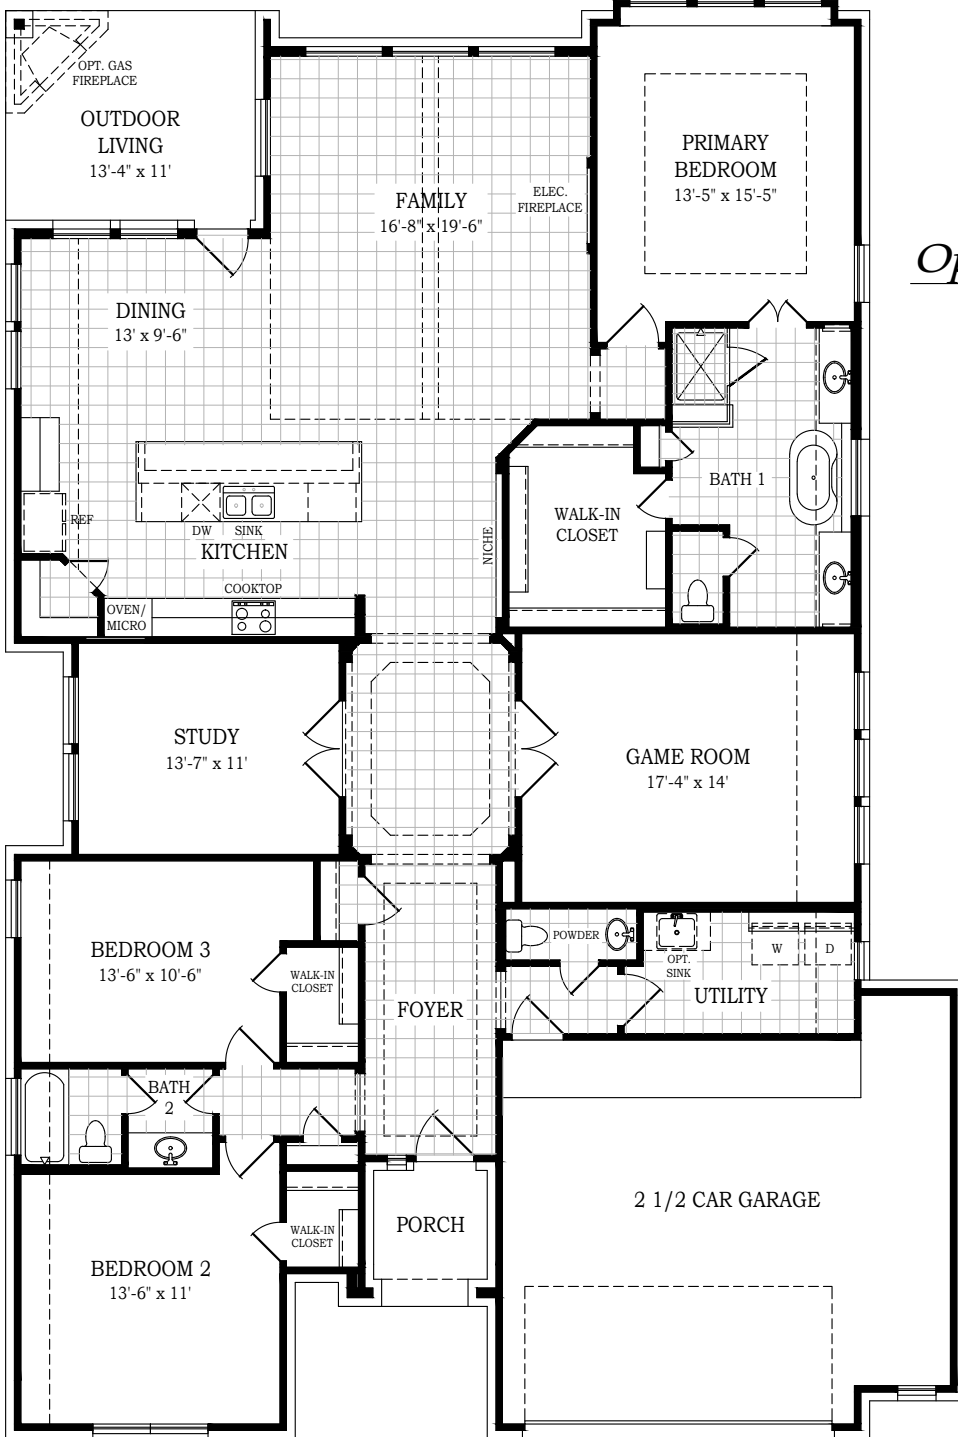 OPT. GAS
FIREPLACE
OUTDOOR
LIVING
13'-4" x 11'
PRIMARY
BEDROOM
13'-5" x 15'-5"
FAMILY
16'-8" x 19'-6"
ELEC.
FIREPLACE
Op
DINING
13' x 9'-6"
BATH 1
WALK-IN
CLOSET
REF
DW
SINK
KITCHEN
NICHE
COOKTOP
OVEN/
MICRO
STUDY
13'-7" x 11'
GAME ROOM
17'-4" x 14'
BEDROOM 3
13'-6" x 10'-6"
WALK-IN
CLOSET
POWDER
OPT.
SINK
W
D
UTILITY
FOYER
BATH
2
2 1/2 CAR GARAGE
PORCH
WALK-IN
CLOSET
BEDROOM 2
13'-6" x 11'